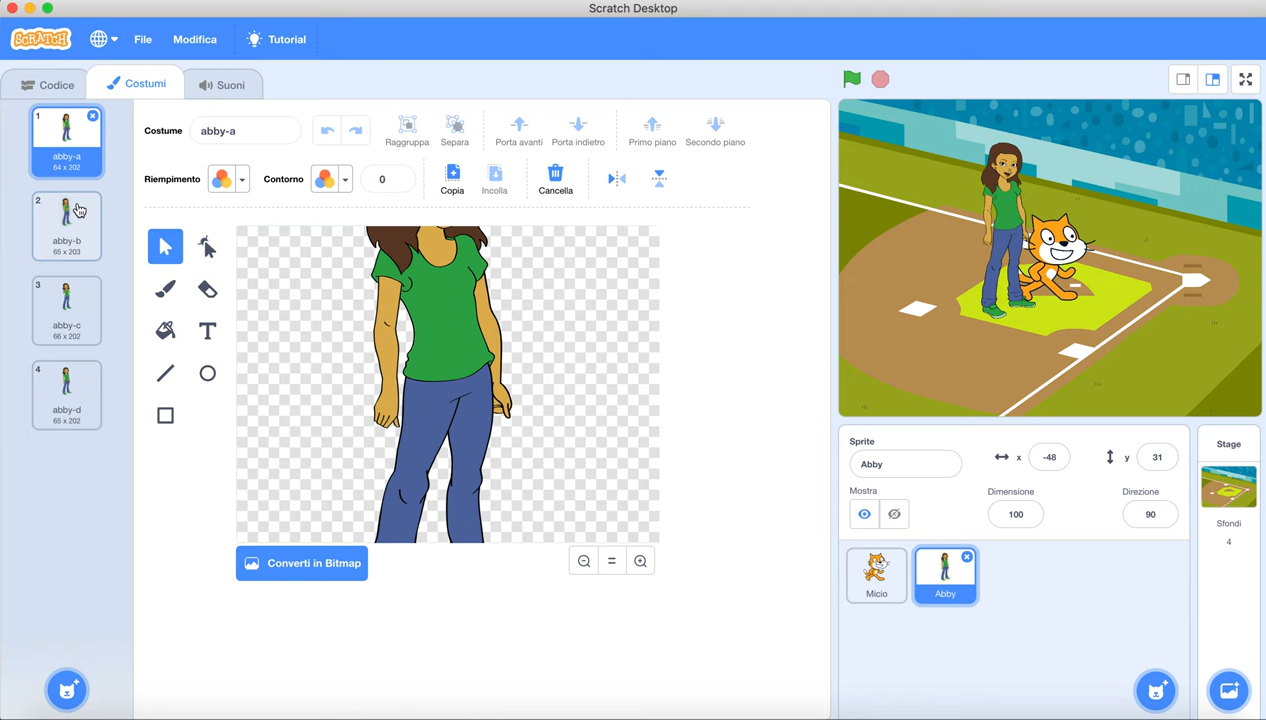 Scratch Desktop
SCRATCH
File
Modifica
Tutorial
Codice
Costumi
Suoni
1
abby-a
64 x 202
2
abby-b
65 x 203
3
abby-c
66 x 202
4
abby-d
65 x 202
Costume
abby-a
Raggruppa
Separa
Porta avanti
Porta indietro
Primo piano
Secondo piano
Riempimento
Contorno
0
Copia
Incolla
Cancella
T
Converti in Bitmap
Sprite
Abby
x
-48
y
31
Mostra
Dimensione
100
Direzione
90
Micio
Abby
Stage
Sfondi
4